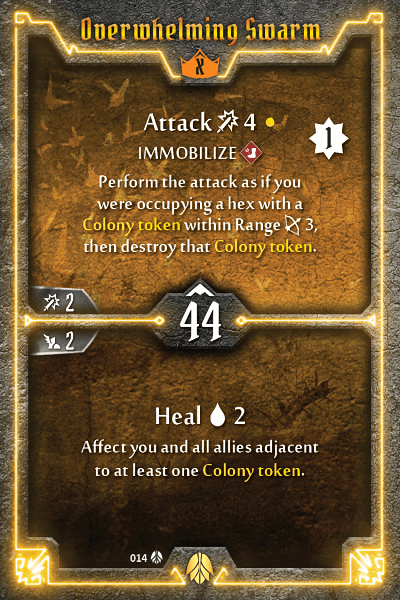 Overwhelming Swarm
X
Attack 4
1
IMMOBILIZE
Perform the attack as if you
were occupying a hex with a
Colony token within Range 3,
then destroy that Colony token.
2
44
2
Heal 2
Affect you and all allies adjacent
to at least one Colony token.
014